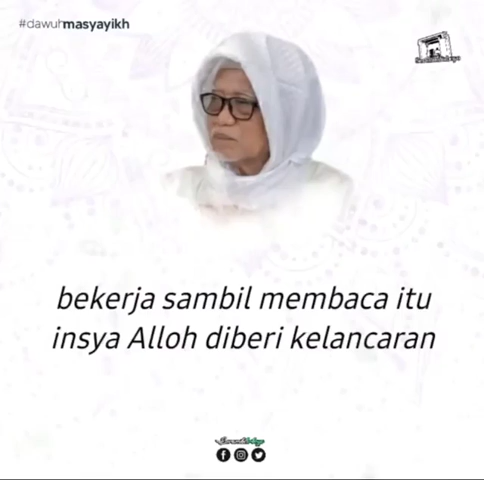 #dawuhmasyayikh
bekerja sambil membaca itu
insya Alloh diberi kelancaran